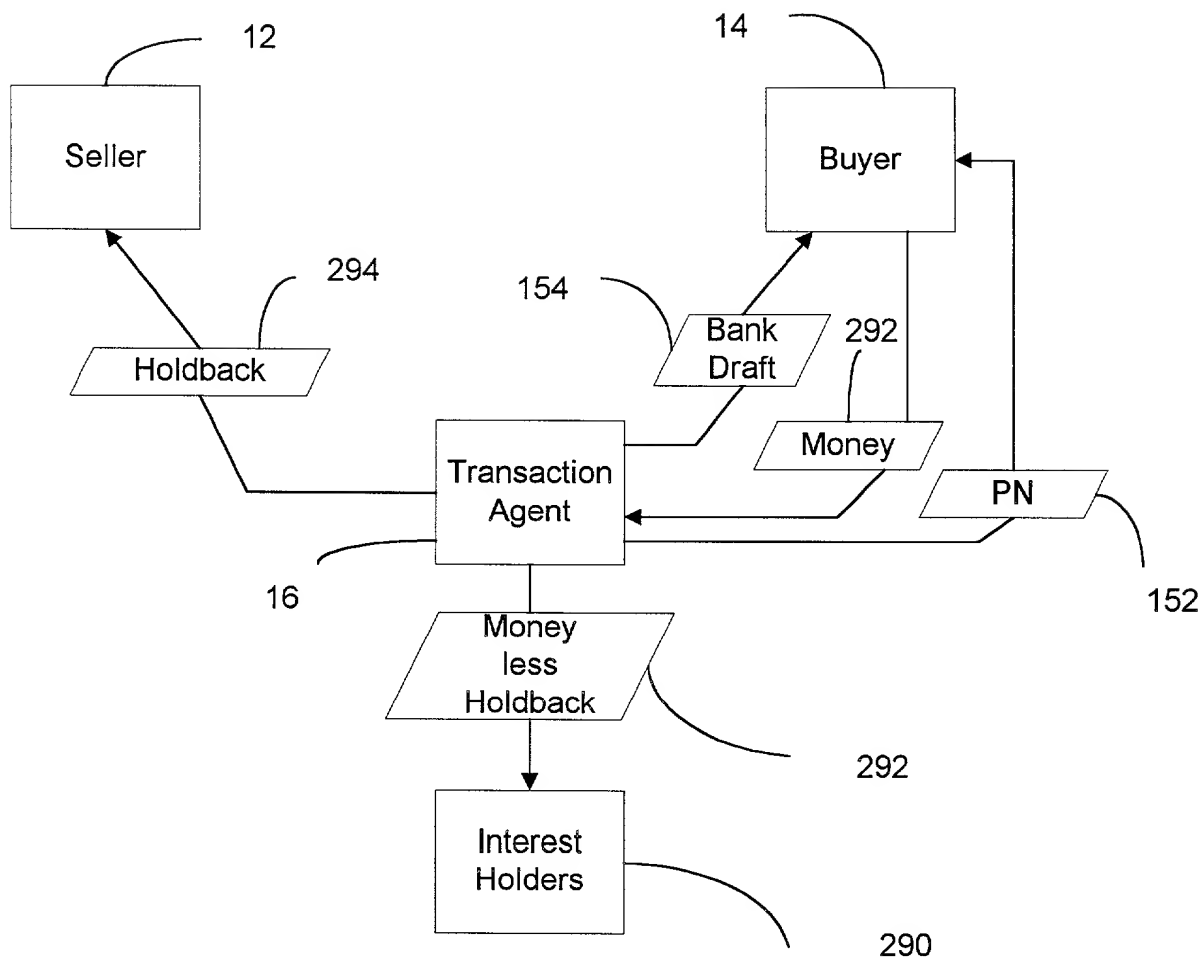 12
14
Seller
Buyer
294
154
Bank
Draft
292
Holdback
Money
Transaction
Agent
PN
16
152
Money
less
Holdback
292
Interest
Holders
290